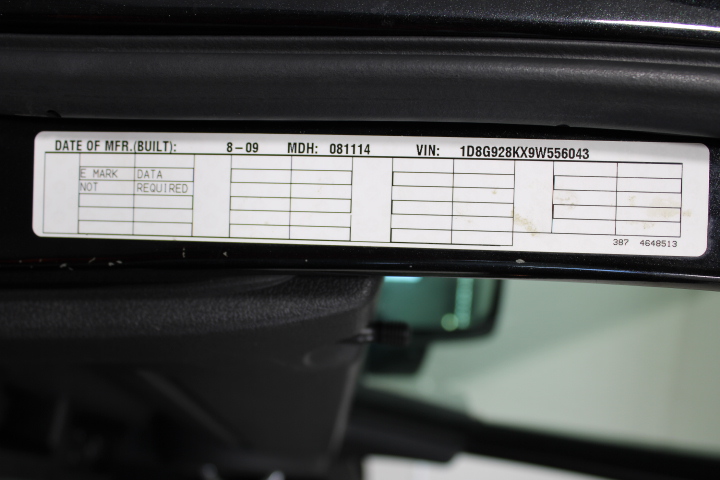 DATE OF MFR.(BUILT): 8-09 MDH: 081114 VIN: 1D8G928KX9W556043
E MARK DATA
NOT REQUIRED
387 4648513